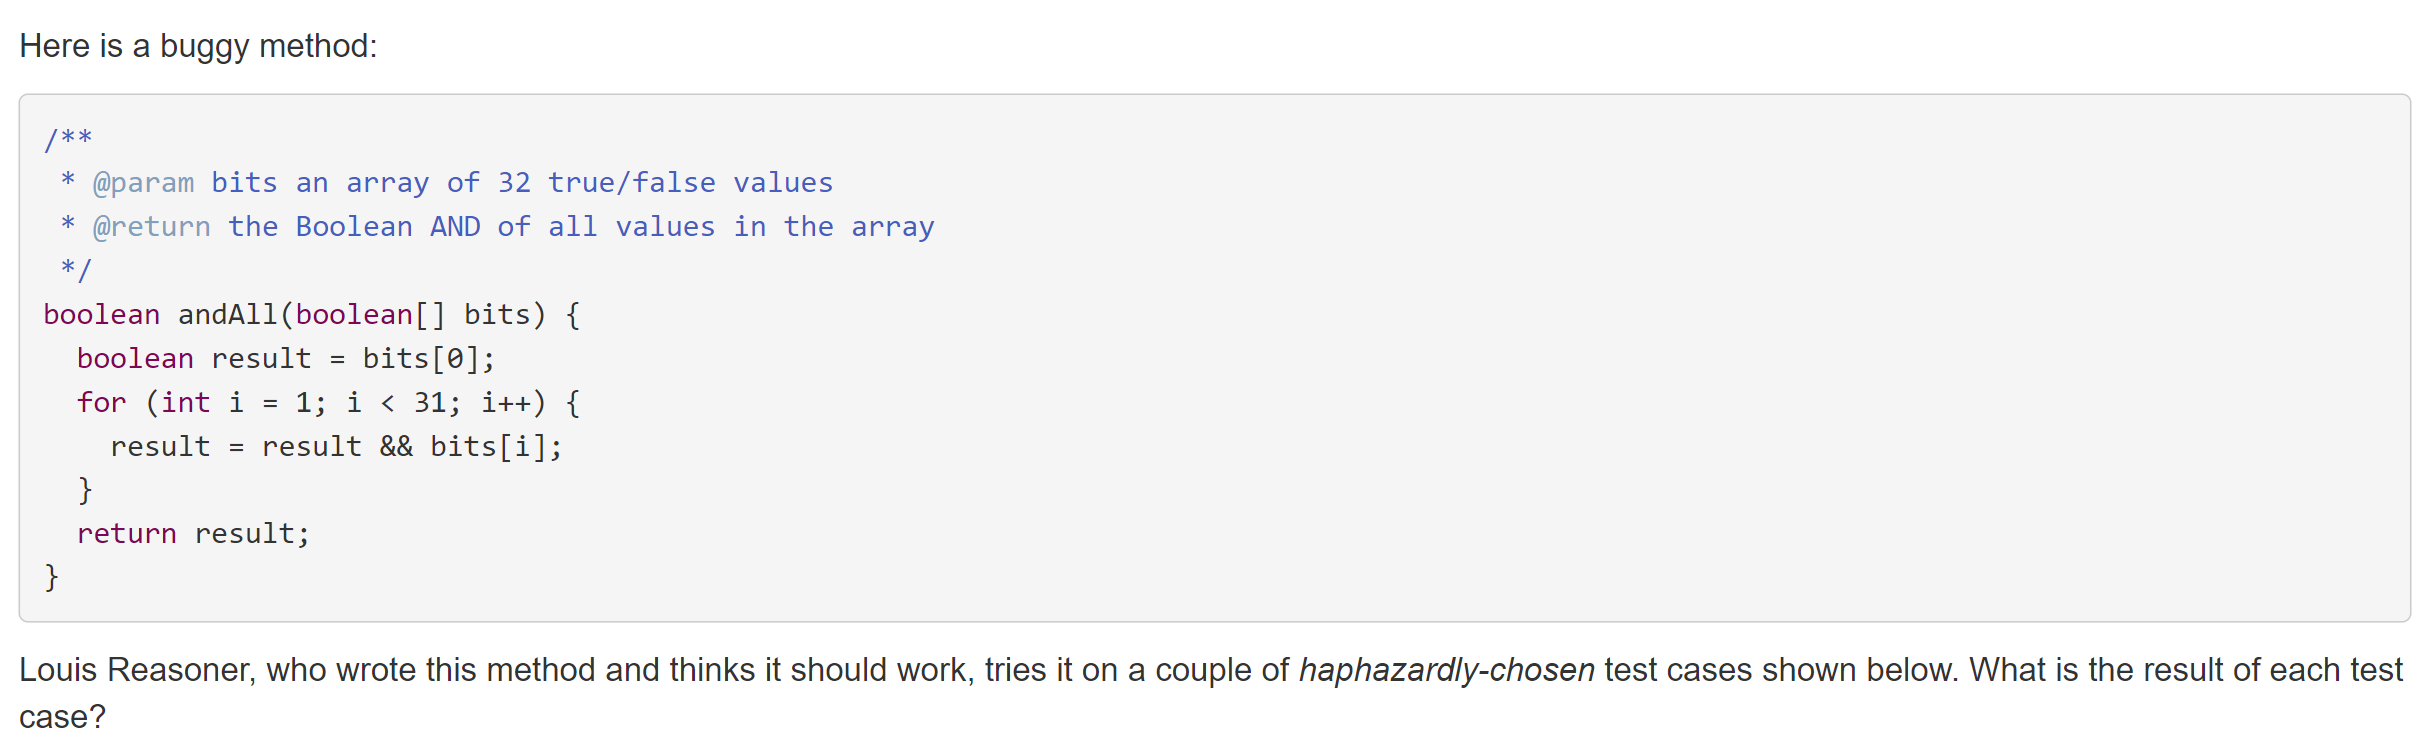 Here is a buggy method:
/**
 * @param bits an array of 32 true/false values
 * @return the Boolean AND of all values in the array
 */
boolean andAll(boolean[] bits) {
  boolean result = bits[0];
  for (int i = 1; i < 31; i++) {
    result = result && bits[i];
  }
  return result;
}
Louis Reasoner, who wrote this method and thinks it should work, tries it on a couple of haphazardly-chosen test cases shown below. What is the result of each test
case?